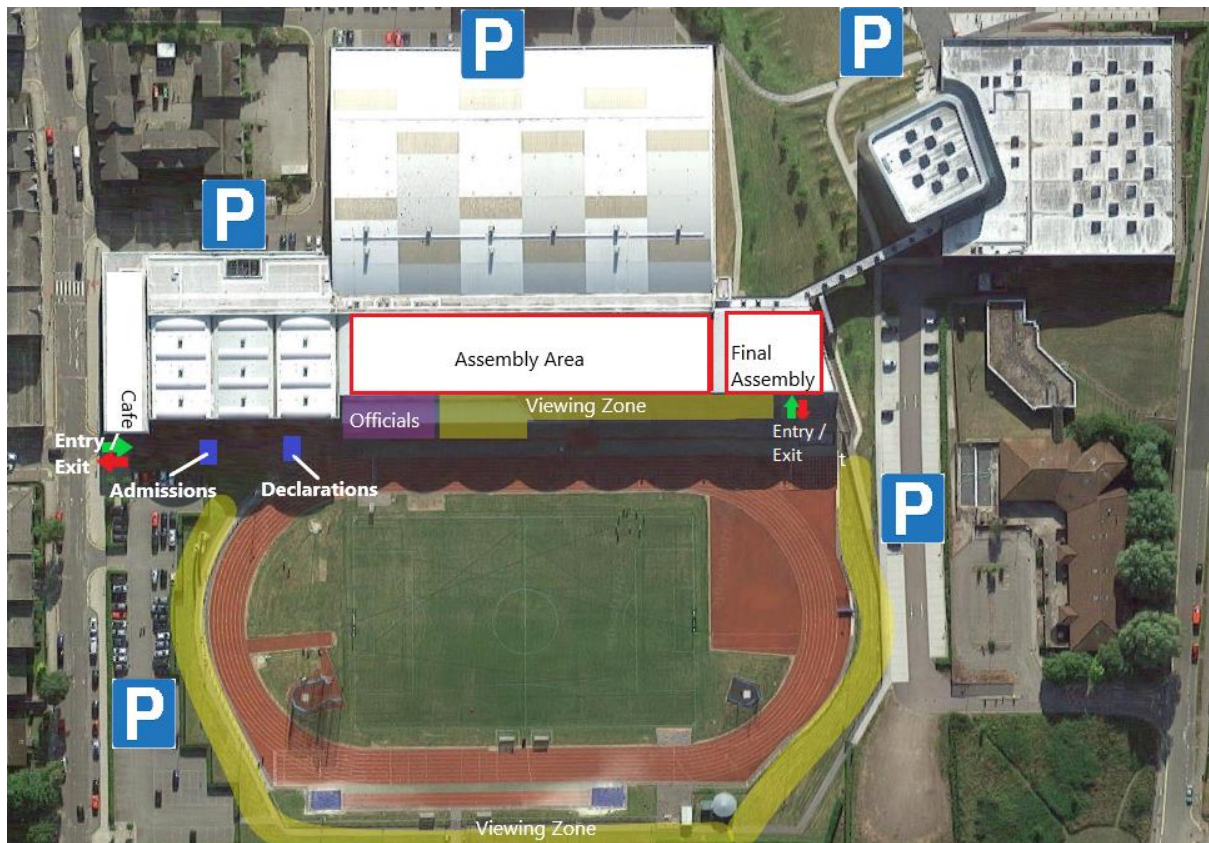 P
P
P
Assembly Area
Final
Assembly
Cafe
Viewing Zone
Officials
Entry /
Exit
Entry /
Exit
t
Admissions
Declarations
P
P
Viewing Zone